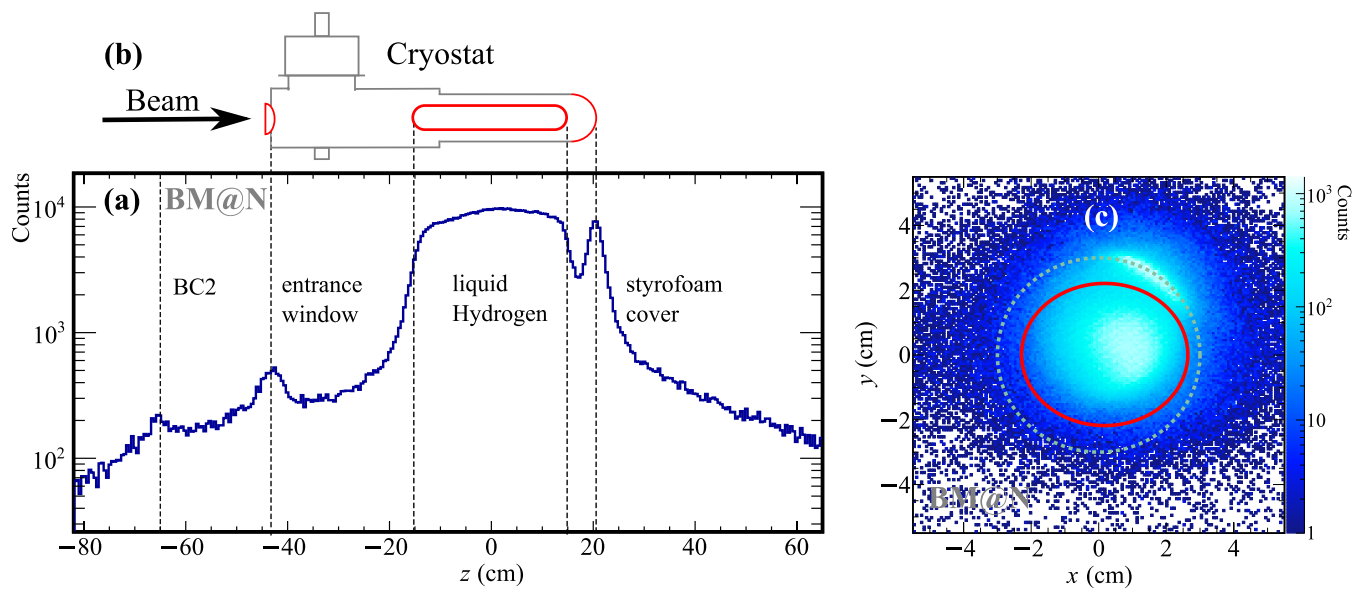 (b)
Cryostat
Beam
(a)
BM@N
Counts
10⁴
10³
10²
BC2
entrance
window
liquid
Hydrogen
styrofoam
cover
−80
−60
−40
−20
0
20
40
60
z (cm)
(c)
BM@N
y (cm)
4
2
0
−2
−4
−4
−2
0
2
4
x (cm)
Counts
10³
10²
10
1